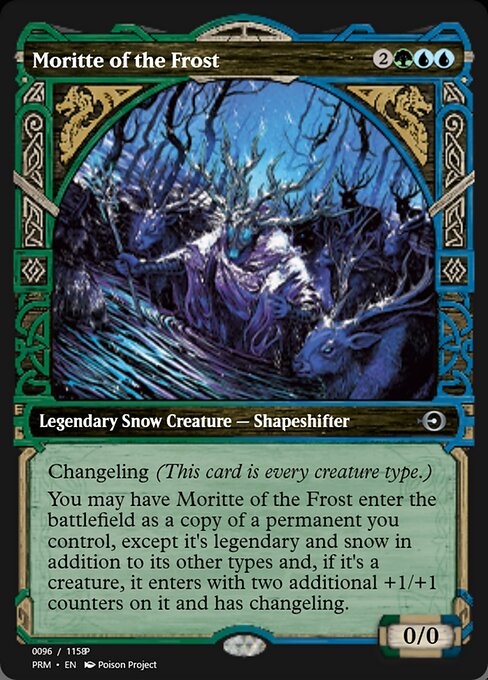 Moritte of the Frost 2
Legendary Snow Creature — Shapeshifter
Changeling (This card is every creature type.)
You may have Moritte of the Frost enter the
battlefield as a copy of a permanent you
control, except it's legendary and snow in
addition to its other types and, if it's a
creature, it enters with two additional +1/+1
counters on it and has changeling.
0/0
0096 / 1158P
PRM • EN Poison Project